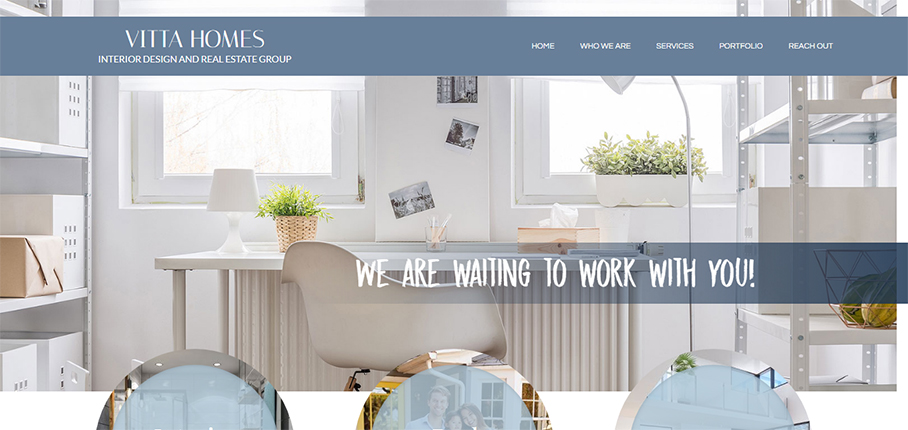 VITTA HOMES
INTERIOR DESIGN AND REAL ESTATE GROUP
HOME WHO WE ARE SERVICES PORTFOLIO REACH OUT
WE ARE WAITING TO WORK WITH YOU!